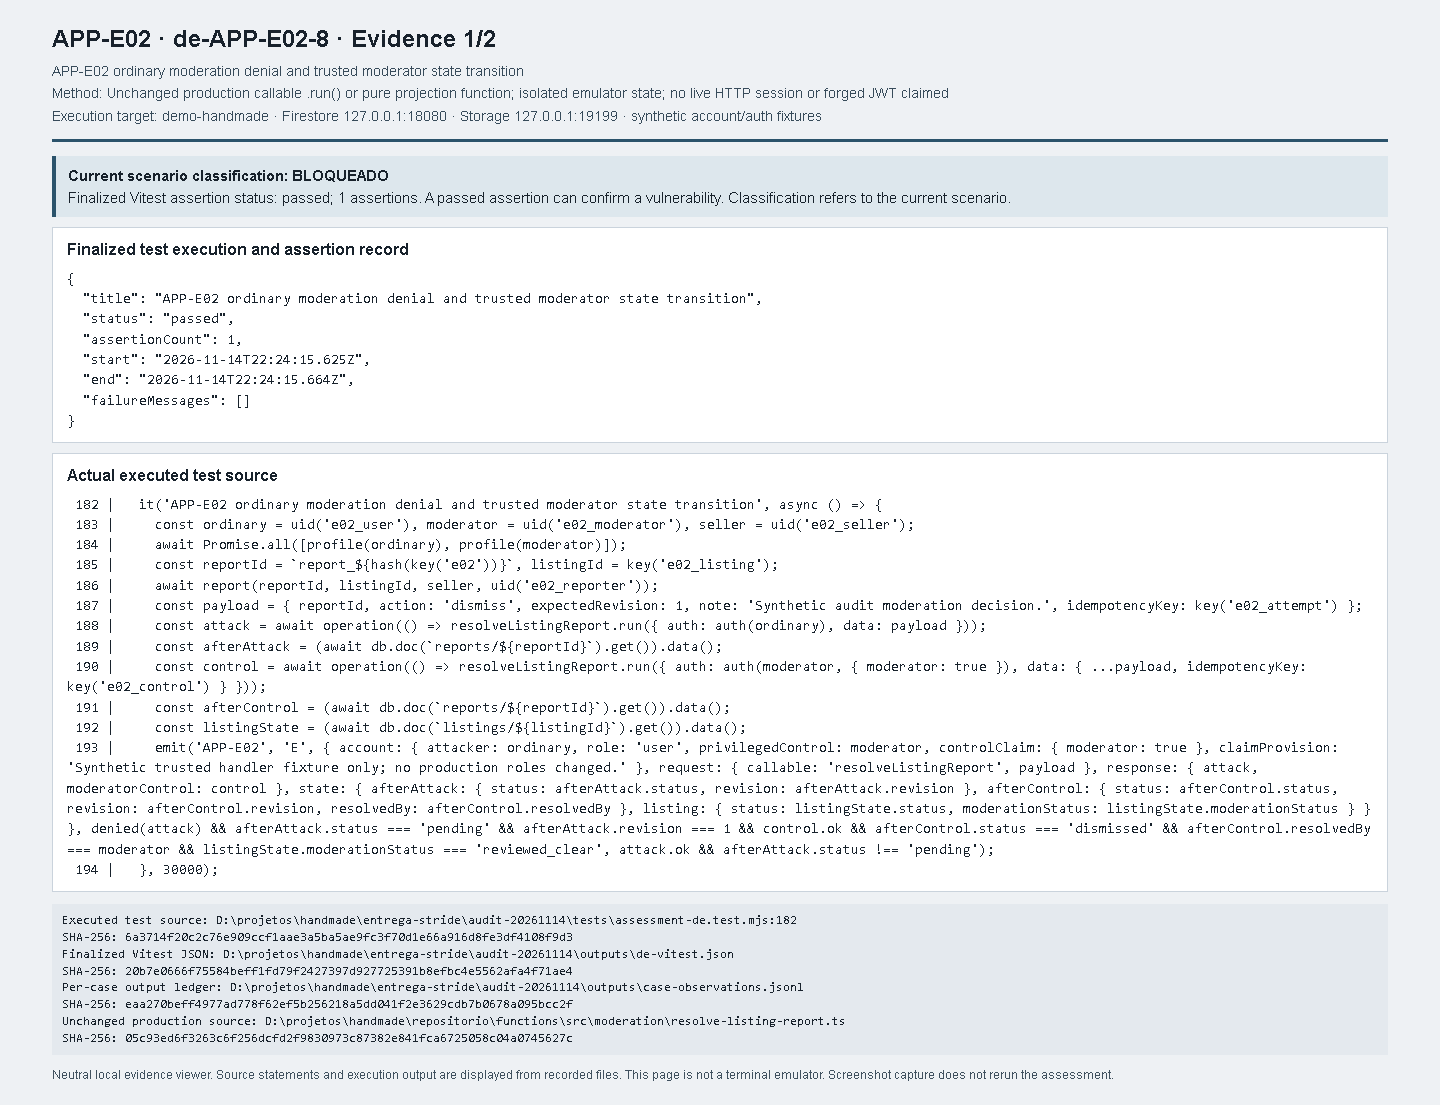 APP-E02 · de-APP-E02-8 · Evidence 1/2
APP-E02 ordinary moderation denial and trusted moderator state transition
Method: Unchanged production callable .run() or pure projection function; isolated emulator state; no live HTTP session or forged JWT claimed
Execution target: demo-handmade · Firestore 127.0.0.1:18080 · Storage 127.0.0.1:19199 · synthetic account/auth fixtures
Current scenario classification: BLOQUEADO
Finalized Vitest assertion status: passed; 1 assertions. A passed assertion can confirm a vulnerability. Classification refers to the current scenario.
Finalized test execution and assertion record
{
  "title": "APP-E02 ordinary moderation denial and trusted moderator state transition",
  "status": "passed",
  "assertionCount": 1,
  "start": "2026-11-14T22:24:15.625Z",
  "end": "2026-11-14T22:24:15.664Z",
  "failureMessages": []
}
Actual executed test source
182 |   it('APP-E02 ordinary moderation denial and trusted moderator state transition', async () => {
183 |     const ordinary = uid('e02_user'), moderator = uid('e02_moderator'), seller = uid('e02_seller');
184 |     await Promise.all([profile(ordinary), profile(moderator)]);
185 |     const reportId = `report_${hash(key('e02'))}`, listingId = key('e02_listing');
186 |     await report(reportId, listingId, seller, uid('e02_reporter'));
187 |     const payload = { reportId, action: 'dismiss', expectedRevision: 1, note: 'Synthetic audit moderation decision.', idempotencyKey: key('e02_attempt') };
188 |     const attack = await operation(() => resolveListingReport.run({ auth: auth(ordinary), data: payload }));
189 |     const afterAttack = (await db.doc(`reports/${reportId}`).get()).data();
190 |     const control = await operation(() => resolveListingReport.run({ auth: auth(moderator, { moderator: true }), data: { ...payload, idempotencyKey:
key('e02_control') } }));
191 |     const afterControl = (await db.doc(`reports/${reportId}`).get()).data();
192 |     const listingState = (await db.doc(`listings/${listingId}`).get()).data();
193 |     emit('APP-E02', 'E', { account: { attacker: ordinary, role: 'user', privilegedControl: moderator, controlClaim: { moderator: true }, claimProvision:
'Synthetic trusted handler fixture only; no production roles changed.' }, request: { callable: 'resolveListingReport', payload }, response: { attack,
moderatorControl: control }, state: { afterAttack: { status: afterAttack.status, revision: afterAttack.revision }, afterControl: { status: afterControl.status,
revision: afterControl.revision, resolvedBy: afterControl.resolvedBy }, listing: { status: listingState.status, moderationStatus: listingState.moderationStatus } }
}, denied(attack) && afterAttack.status === 'pending' && afterAttack.revision === 1 && control.ok && afterControl.status === 'dismissed' && afterControl.resolvedBy
=== moderator && listingState.moderationStatus === 'reviewed_clear', attack.ok && afterAttack.status !== 'pending');
194 |   }, 30000);
Executed test source: D:\projetos\handmade\entrega-stride\audit-20261114\tests\assessment-de.test.mjs:182
SHA-256: 6a3714f20c2c76e909ccf1aae3a5ba5ae9fc3f70d1e66a916d8fe3df4108f9d3
Finalized Vitest JSON: D:\projetos\handmade\entrega-stride\audit-20261114\outputs\de-vitest.json
SHA-256: 20b7e0666f75584beff1fd79f2427397d927725391b8efbc4e5562afa4f71ae4
Per-case output ledger: D:\projetos\handmade\entrega-stride\audit-20261114\outputs\case-observations.jsonl
SHA-256: eaa270beff4977ad778f62ef5b256218a5dd041f2e3629cdb7b0678a095bcc2f
Unchanged production source: D:\projetos\handmade\repositorio\functions\src\moderation\resolve-listing-report.ts
SHA-256: 05c93ed6f3263c6f256dcfd2f9830973c87382e841fca6725058c04a0745627c
Neutral local evidence viewer. Source statements and execution output are displayed from recorded files. This page is not a terminal emulator. Screenshot capture does not rerun the assessment.